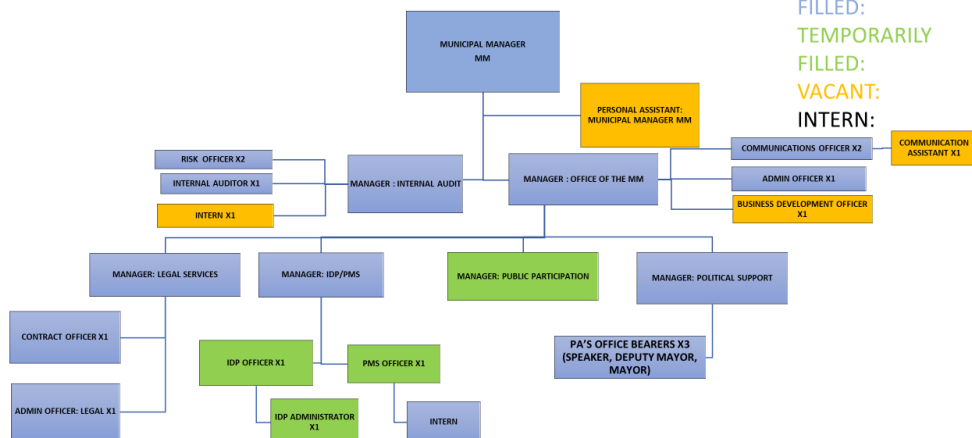 FILLED:
TEMPORARILY
FILLED:
VACANT:
INTERN:
MUNICIPAL MANAGER
MM
PERSONAL ASSISTANT:
MUNICIPAL MANAGER MM
RISK OFFICER X2
INTERNAL AUDITOR X1
INTERN X1
MANAGER : INTERNAL AUDIT
MANAGER : OFFICE OF THE MM
COMMUNICATIONS OFFICER X2
COMMUNICATION
ASSISTANT X1
ADMIN OFFICER X1
BUSINESS DEVELOPMENT OFFICER
X1
MANAGER: LEGAL SERVICES
MANAGER: IDP/PMS
MANAGER: PUBLIC PARTICIPATION
MANAGER: POLITICAL SUPPORT
CONTRACT OFFICER X1
ADMIN OFFICER: LEGAL X1
IDP OFFICER X1
PMS OFFICER X1
IDP ADMINISTRATOR
X1
INTERN
PA'S OFFICE BEARERS X3
(SPEAKER, DEPUTY MAYOR,
MAYOR)